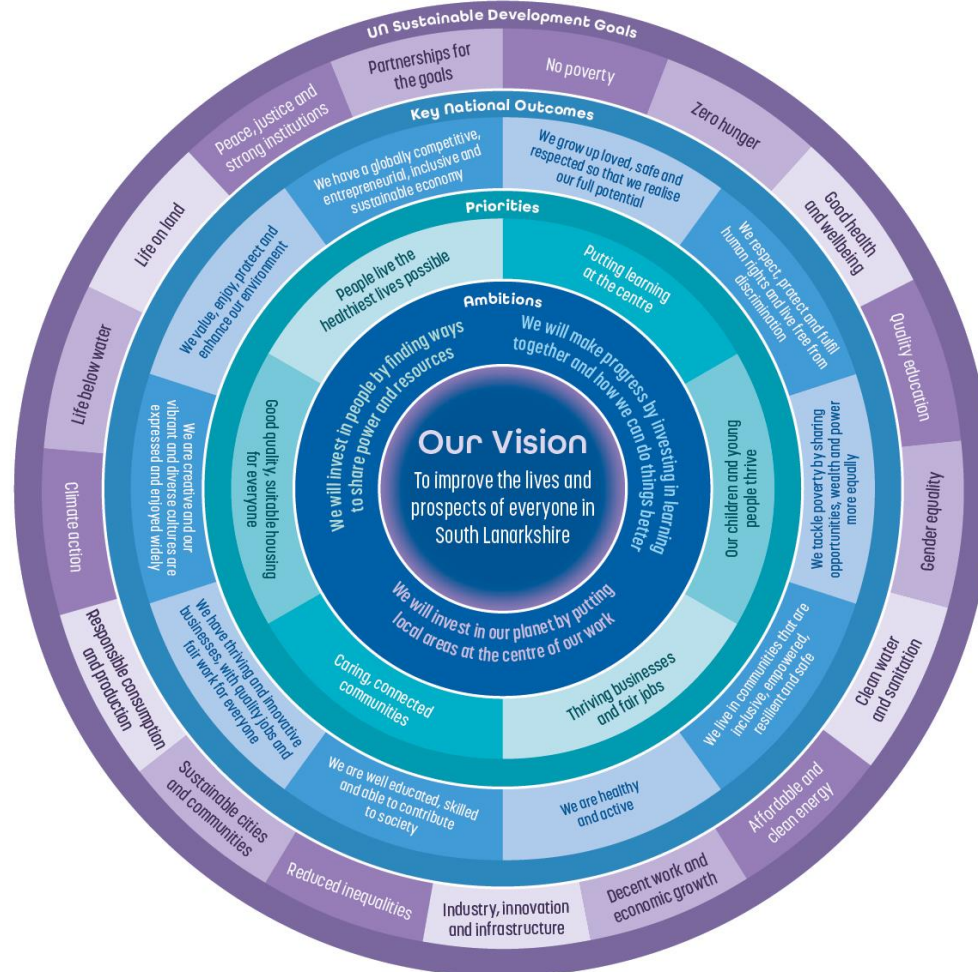 UN Sustainable Development Goals
No poverty
Zero hunger
Good health
and wellbeing
Quality education
Gender equality
Clean water
and sanitation
Affordable and
clean energy
Decent work and
economic growth
Industry, innovation
and infrastructure
Reduced inequalities
Sustainable cities
and communities
Responsible consumption
and production
Climate action
Life below water
Life on land
Peace, justice and
strong institutions
Partnerships for
the goals
Key National Outcomes
We grow up loved, safe and
respected so that we realise
our full potential
We respect, protect and fulfil
human rights and live free from
discrimination
We tackle poverty by sharing
opportunities, wealth and power
more equally
We live in communities that are
inclusive, empowered,
resilient and safe
We are healthy
and active
We are well educated, skilled
and able to contribute
to society
We have thriving and innovative
businesses, with quality jobs and
fair work for everyone
We are creative and our
vibrant and diverse cultures are
expressed and enjoyed widely
We value, enjoy, protect and
enhance our environment
We have a globally competitive,
entrepreneurial, inclusive and
sustainable economy
Priorities
Putting learning
at the centre
Our children and young
people thrive
Thriving businesses
and fair jobs
Caring, connected
communities
Good quality, suitable housing
for everyone
People live the
healthiest lives possible
Ambitions
We will make progress by investing in learning
together and how we can do things better
We will invest in our planet by putting
local areas at the centre of our work
We will invest in people by finding ways
to share power and resources
Our Vision
To improve the lives and
prospects of everyone in
South Lanarkshire